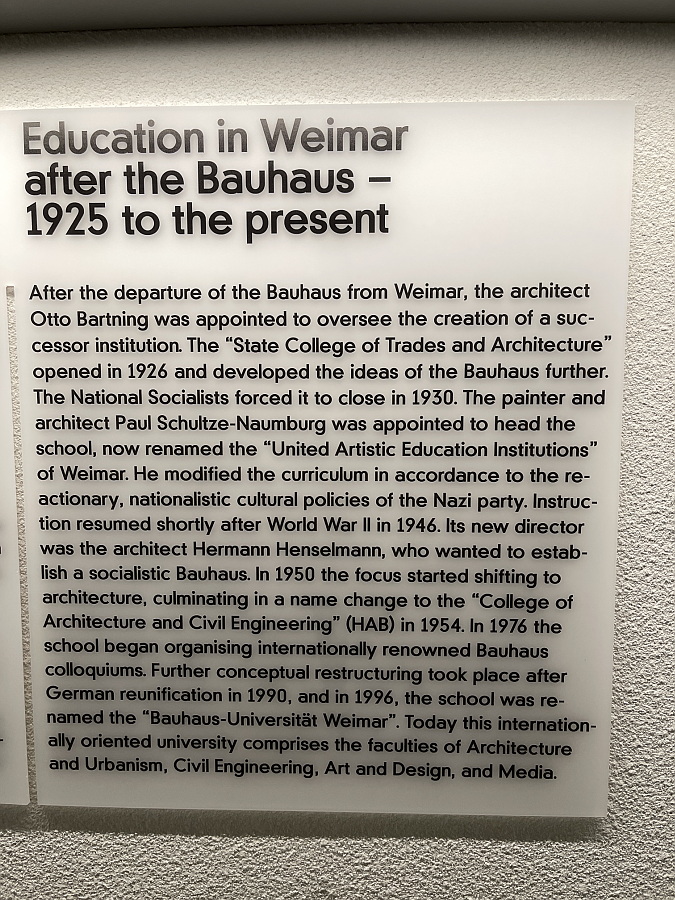 Education in Weimar
after the Bauhaus –
1925 to the present
After the departure of the Bauhaus from Weimar, the architect
Otto Bartning was appointed to oversee the creation of a suc-
cessor institution. The “State College of Trades and Architecture”
opened in 1926 and developed the ideas of the Bauhaus further.
The National Socialists forced it to close in 1930. The painter and
architect Paul Schultze-Naumburg was appointed to head the
school, now renamed the “United Artistic Education Institutions”
of Weimar. He modified the curriculum in accordance to the re-
actionary, nationalistic cultural policies of the Nazi party. Instruc-
tion resumed shortly after World War II in 1946. Its new director
was the architect Hermann Henselmann, who wanted to estab-
lish a socialistic Bauhaus. In 1950 the focus started shifting to
architecture, culminating in a name change to the “College of
Architecture and Civil Engineering” (HAB) in 1954. In 1976 the
school began organising internationally renowned Bauhaus
colloquiums. Further conceptual restructuring took place after
German reunification in 1990, and in 1996, the school was re-
named the “Bauhaus-Universität Weimar”. Today this internation-
ally oriented university comprises the faculties of Architecture
and Urbanism, Civil Engineering, Art and Design, and Media.